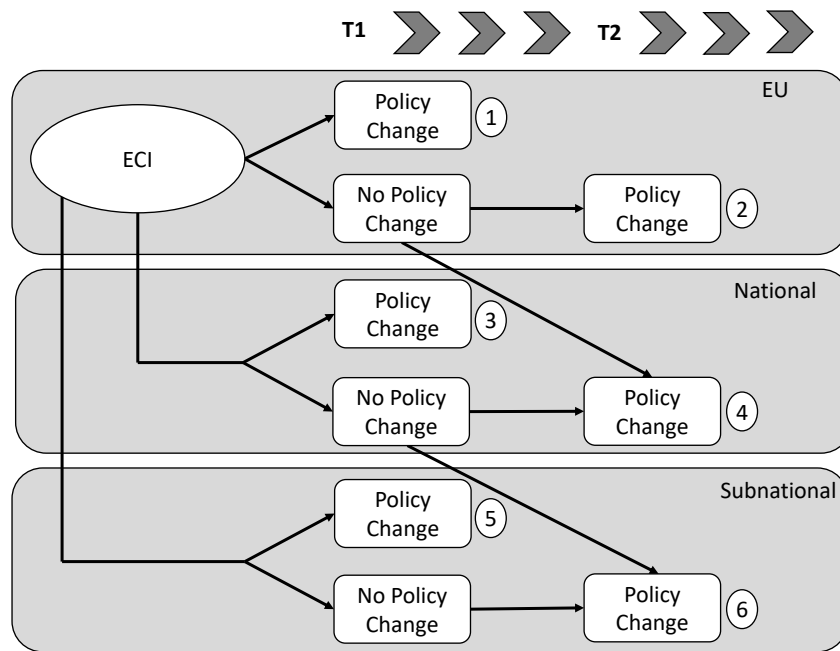 T1
T2
EU
Policy
Change
1
ECI
No Policy
Change
Policy
Change
2
National
Policy
Change
3
No Policy
Change
Policy
Change
4
Subnational
Policy
Change
5
No Policy
Change
Policy
Change
6